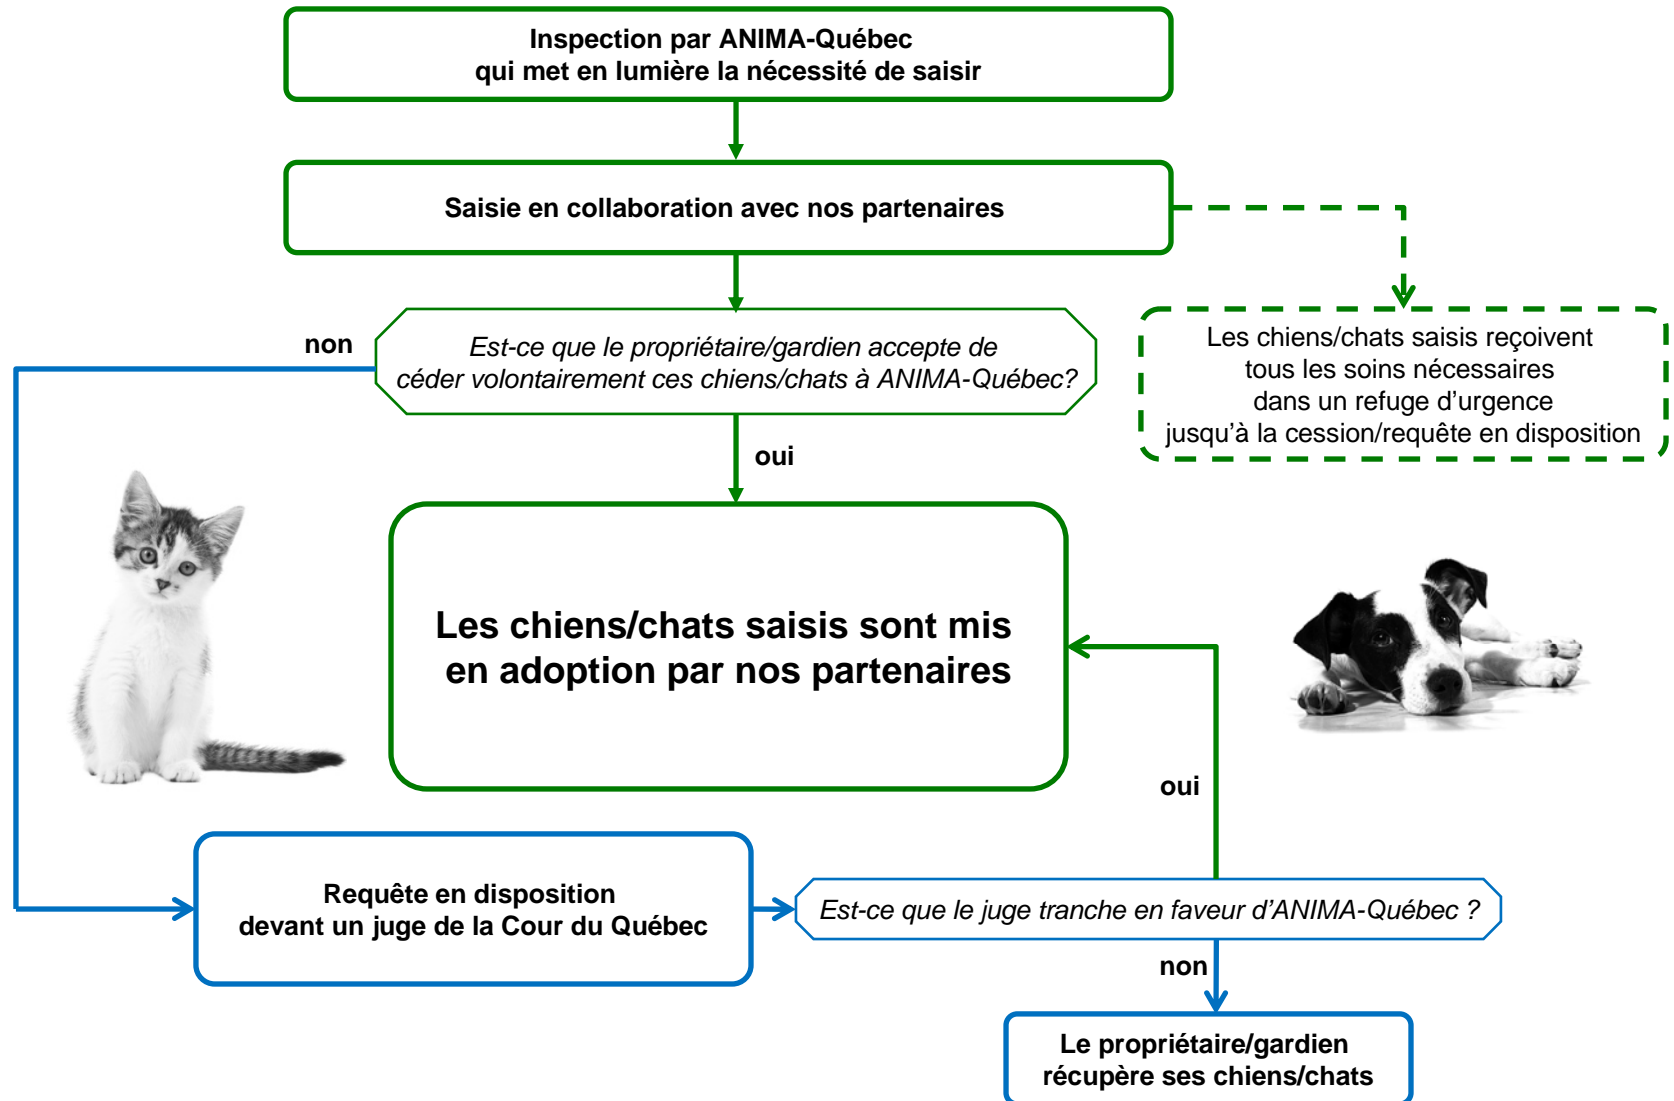 Inspection par ANIMA-Québec
qui met en lumière la nécessité de saisir
Saisie en collaboration avec nos partenaires
non
Est-ce que le propriétaire/gardien accepte de
céder volontairement ces chiens/chats à ANIMA-Québec?
Les chiens/chats saisis reçoivent
tous les soins nécessaires
dans un refuge d’urgence
jusqu’à la cession/requête en disposition
oui
Les chiens/chats saisis sont mis
en adoption par nos partenaires
oui
Requête en disposition
devant un juge de la Cour du Québec
Est-ce que le juge tranche en faveur d’ANIMA-Québec ?
non
Le propriétaire/gardien
récupère ses chiens/chats